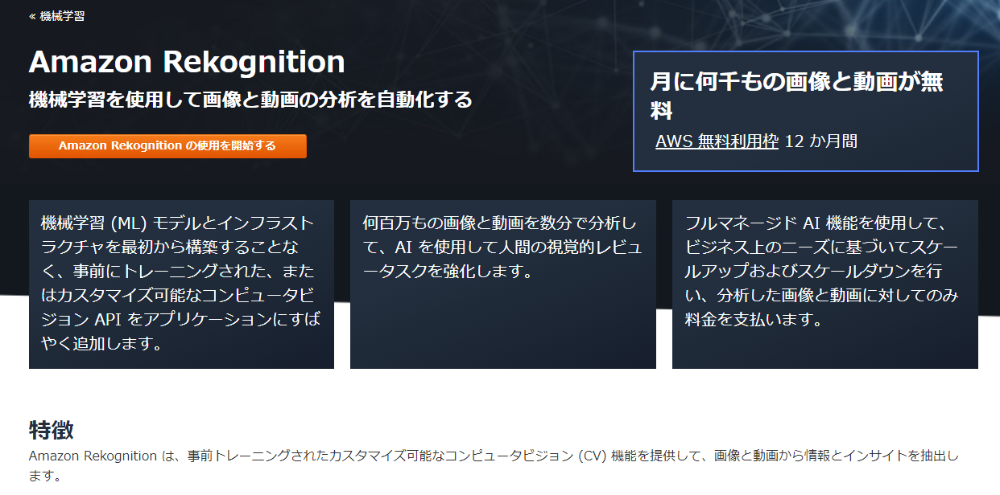 « 機械学習
Amazon Rekognition
機械学習を使用して画像と動画の分析を自動化する
Amazon Rekognition の使用を開始する
月に何千もの画像と動画が無
料
AWS 無料利用枠 12 か月間
機械学習 (ML) モデルとインフラスト
ラクチャを最初から構築することな
く、事前にトレーニングされた、また
はカスタマイズ可能なコンピュータビ
ジョン API をアプリケーションにすば
やく追加します。
何百万もの画像と動画を数分で分析し
て、AI を使用して人間の視覚的レビュ
ータスクを強化します。
フルマネージド AI 機能を使用して、
ビジネス上のニーズに基づいてスケー
ルアップおよびスケールダウンを行
い、分析した画像と動画に対してのみ
料金を支払います。
特徴
Amazon Rekognition は、事前トレーニングされたカスタマイズ可能なコンピュータビジョン (CV) 機能を提供して、画像と動画から情報とインサイトを抽出し
ます。